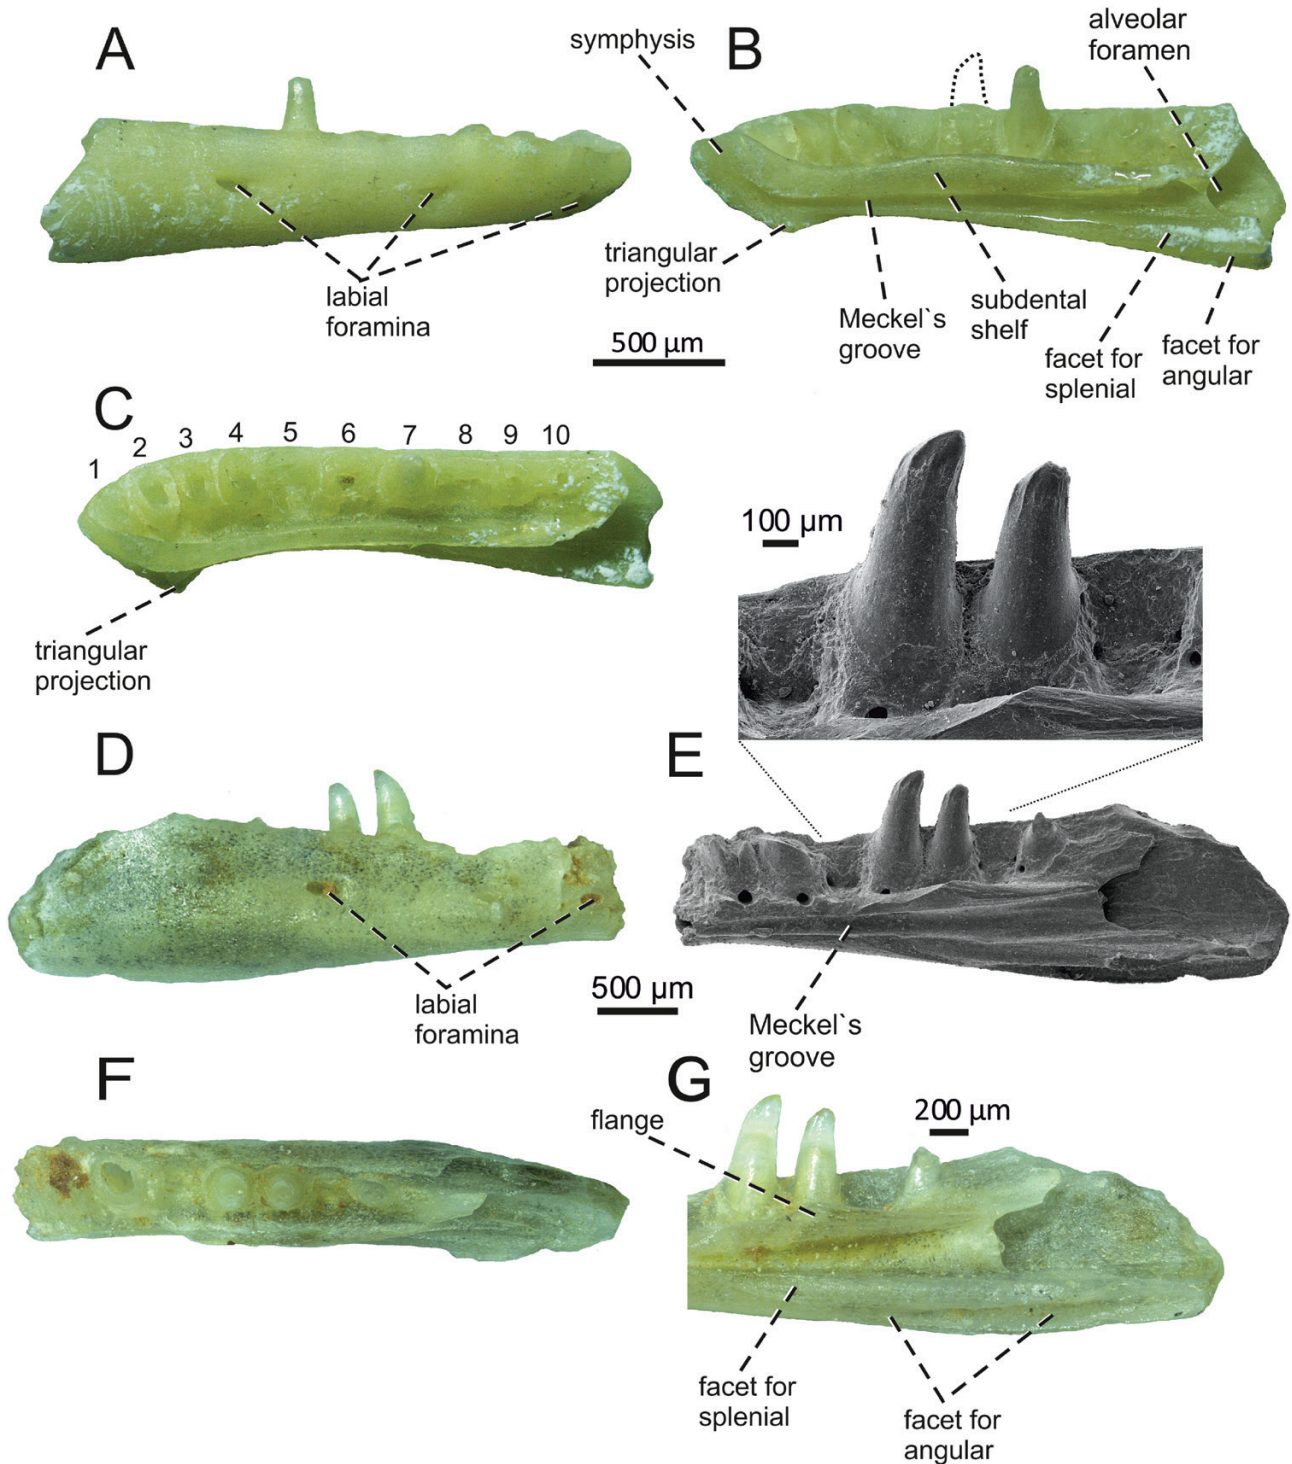 A
symphysis
B
alveolar
foramen
labial
foramina
triangular
projection
Meckel`s
groove
subdental
shelf
facet for
splenial
facet for
angular
500 µm
C
1 2 3 4 5 6 7 8 9 10
triangular
projection
100 µm
D
E
labial
foramina
500 µm
Meckel`s
groove
F
G
flange
200 µm
facet for
splenial
facet for
angular